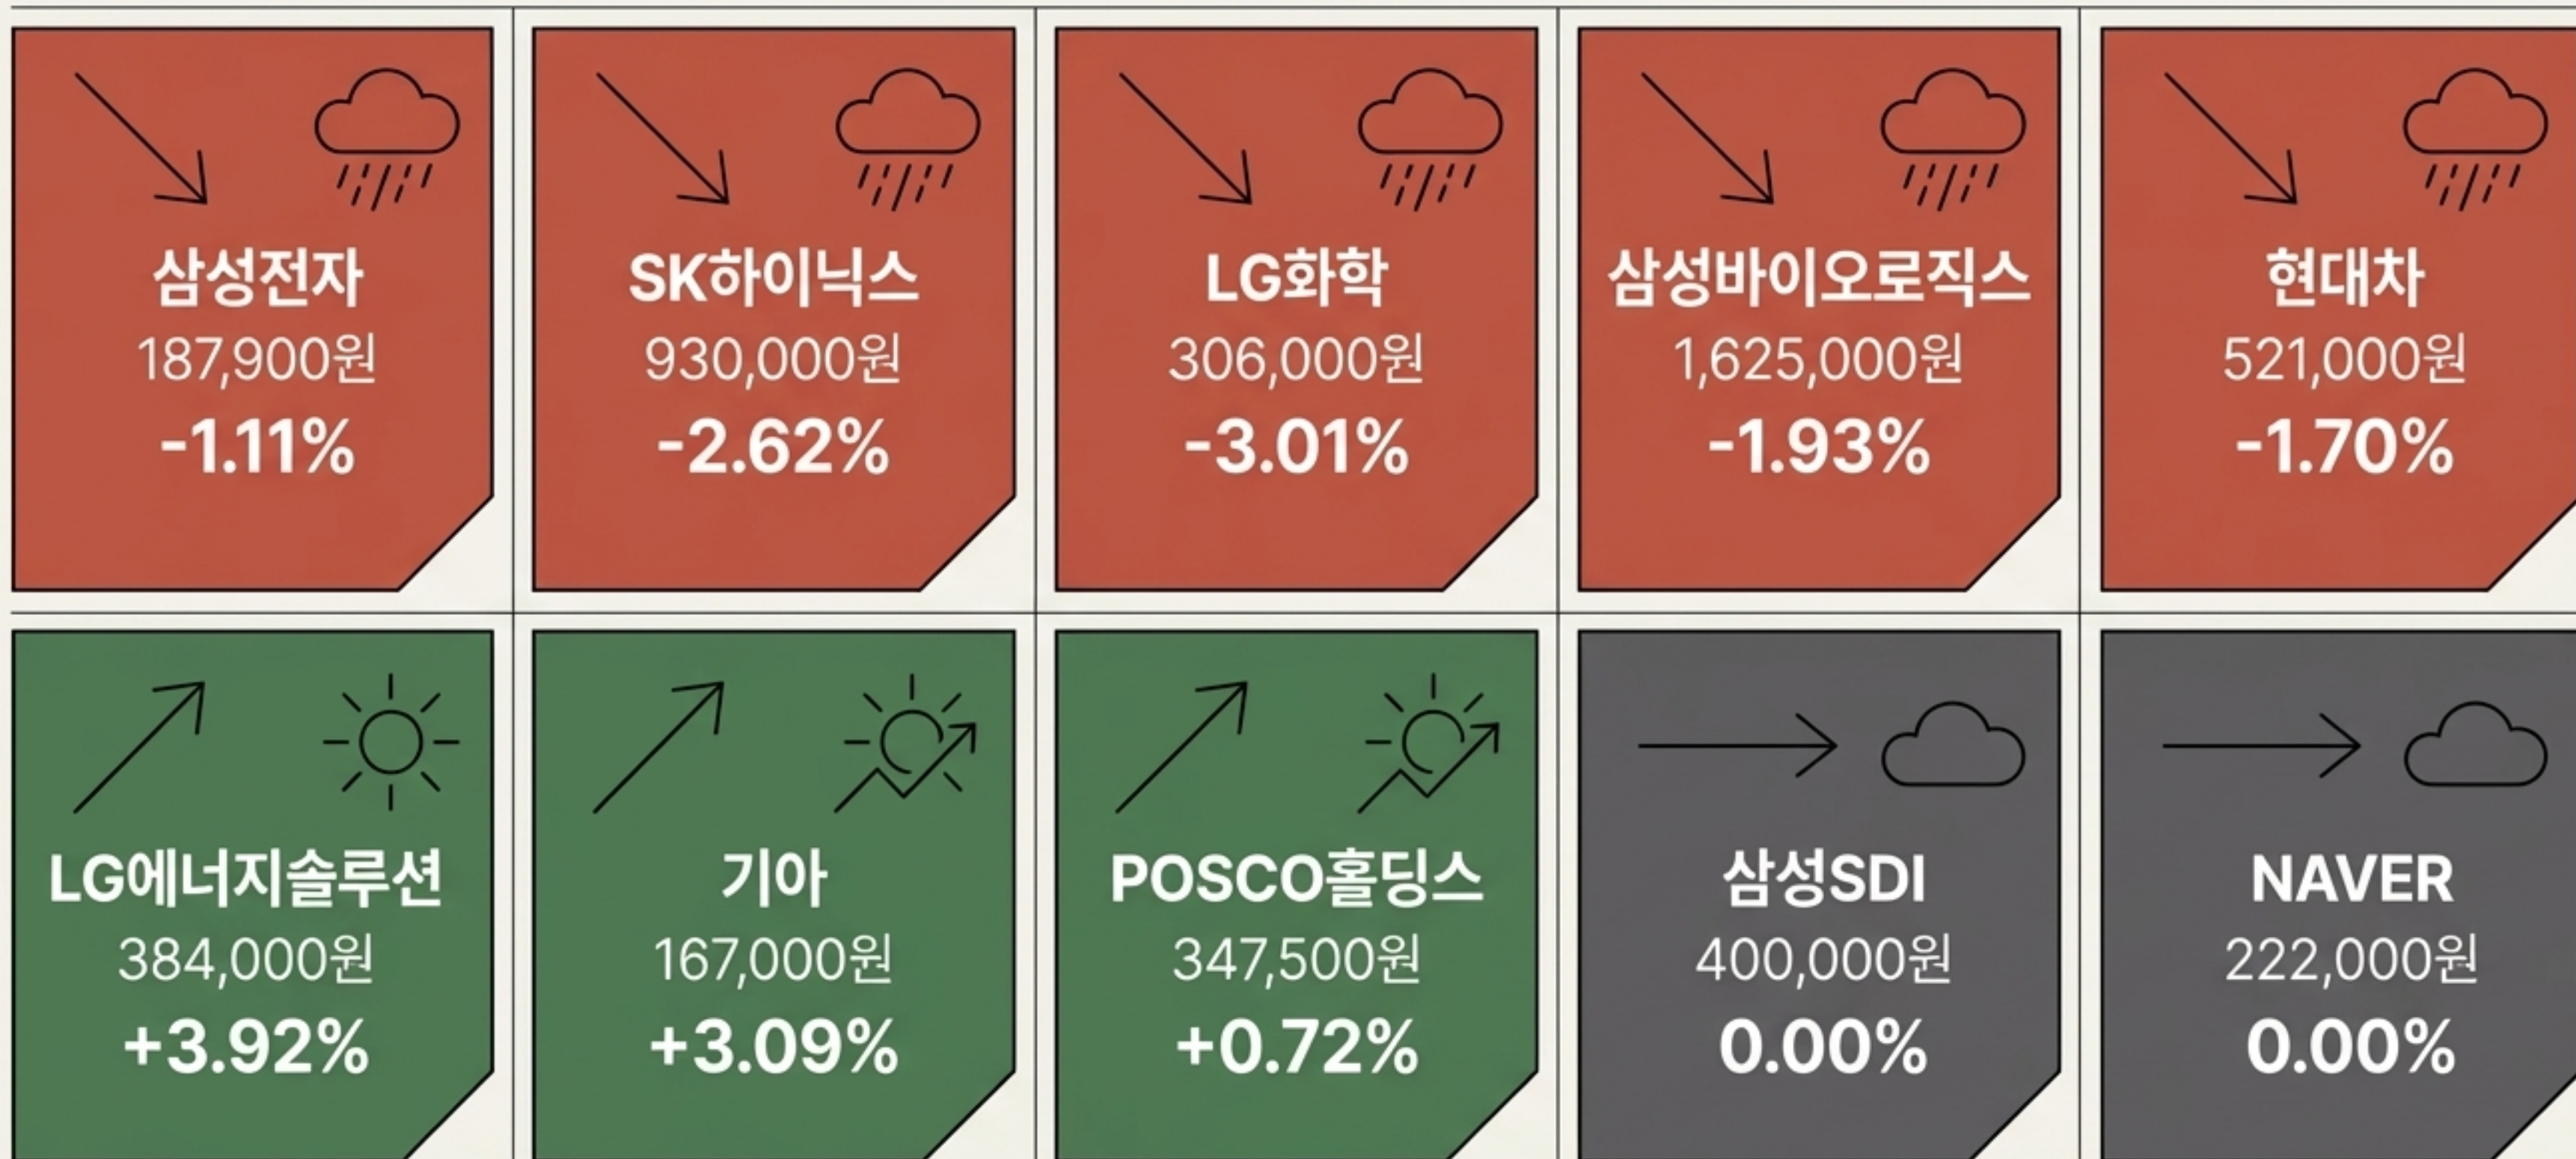 삼성전자
187,900원
-1.11%
SK하이닉스
930,000원
-2.62%
LG화학
306,000원
-3.01%
삼성바이오로직스
1,625,000원
-1.93%
현대차
521,000원
-1.70%
LG에너지솔루션
384,000원
+3.92%
기아
167,000원
+3.09%
POSCO홀딩스
347,500원
+0.72%
삼성SDI
400,000원
0.00%
NAVER
222,000원
0.00%